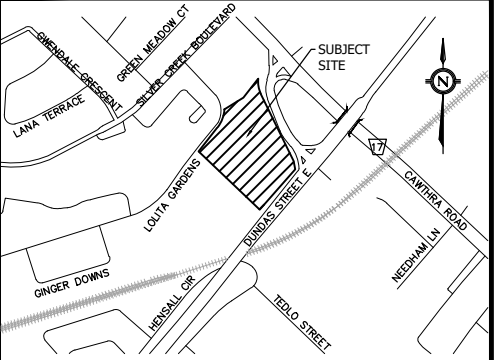 GWENDALE CRESCENT
GREEN MEADOW CT
SILVER CREEK BOULEVARD
LANA TERRACE
SUBJECT
SITE
N
17
LOLITA GARDENS
DUNDAS STREET E
CAWTHRA ROAD
NEEDHAM LN
GINGER DOWNS
HENSALL CIR
TEDLO STREET